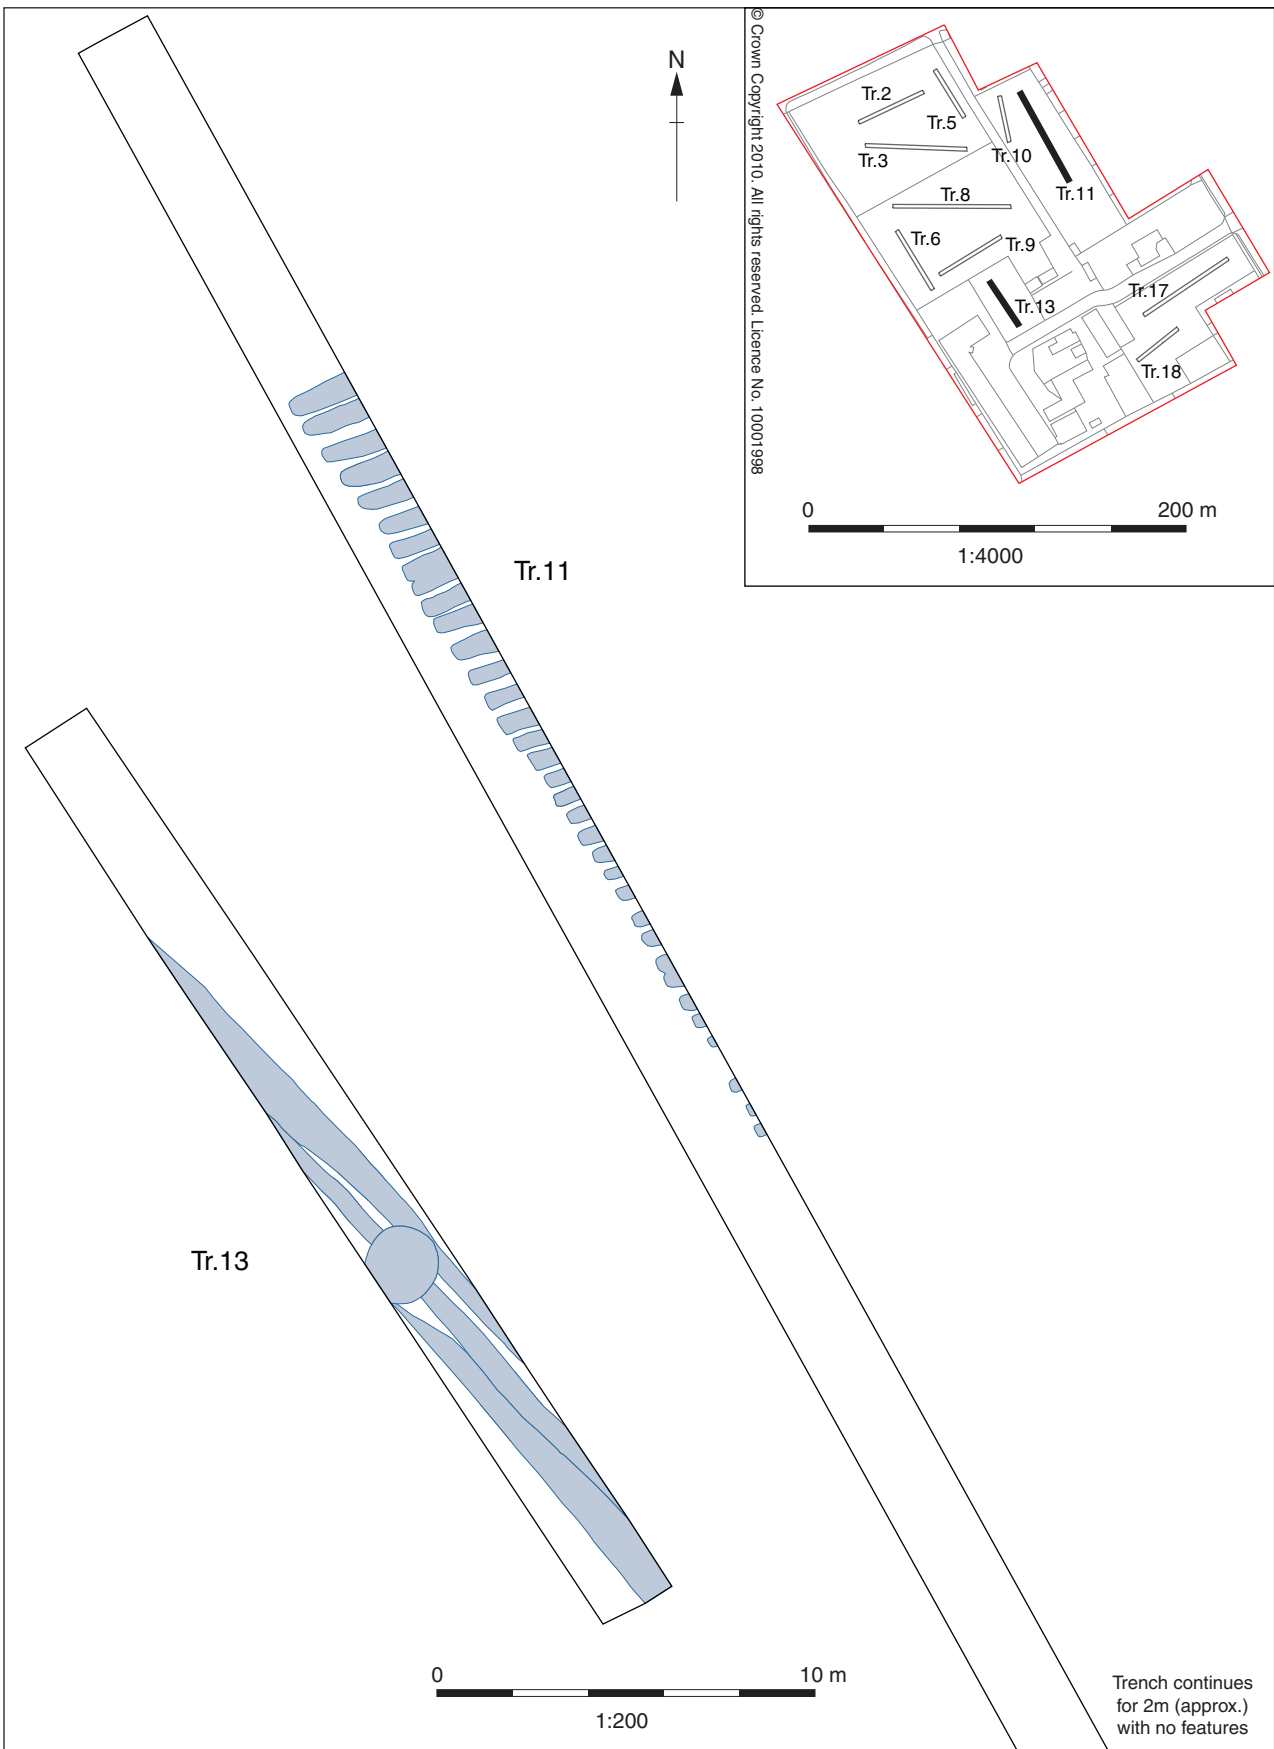 N
© Crown Copyright 2010. All rights reserved. Licence No. 10001998
Tr.2
Tr.5
Tr.3
Tr.10
Tr.11
Tr.8
Tr.6
Tr.9
Tr.13
Tr.17
Tr.18
0 200 m
1:4000
Tr.11
Tr.13
0 10 m
1:200
Trench continues
for 2m (approx.)
with no features